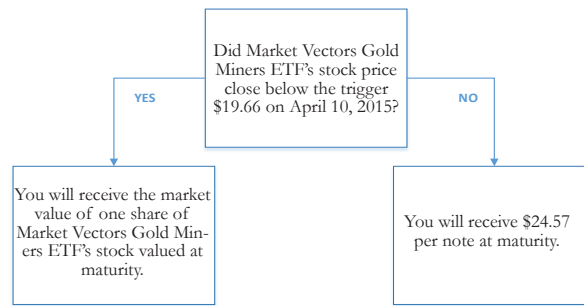 Did Market Vectors Gold
Miners ETF's stock price
close below the trigger
$19.66 on April 10, 2015?
YES
NO
You will receive the market
value of one share of
Market Vectors Gold Min-
ers ETF's stock valued at
maturity.
You will receive $24.57
per note at maturity.